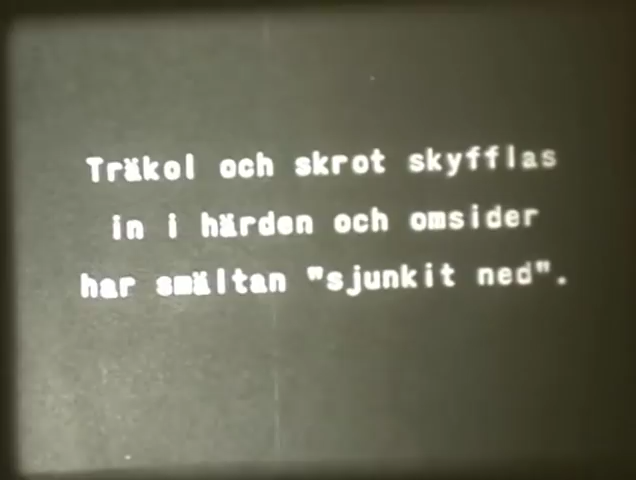 Träkol och skrot skyfflas
in i härden och omsider
har smältan "sjunkit ned".